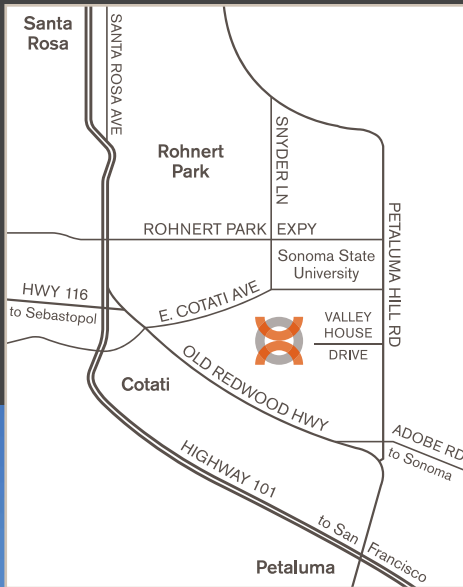 Santa
Rosa
SANTA ROSA AVE
Rohnert
Park
SNYDER LN
PETALUMA HILL RD
ROHNERT PARK EXPY
Sonoma State
University
HWY 116
to Sebastopol
E. COTATI AVE
VALLEY
HOUSE
DRIVE
OLD REDWOOD HWY
Cotati
ADOBE RD
to Sonoma
HIGHWAY 101
to San Francisco
Petaluma